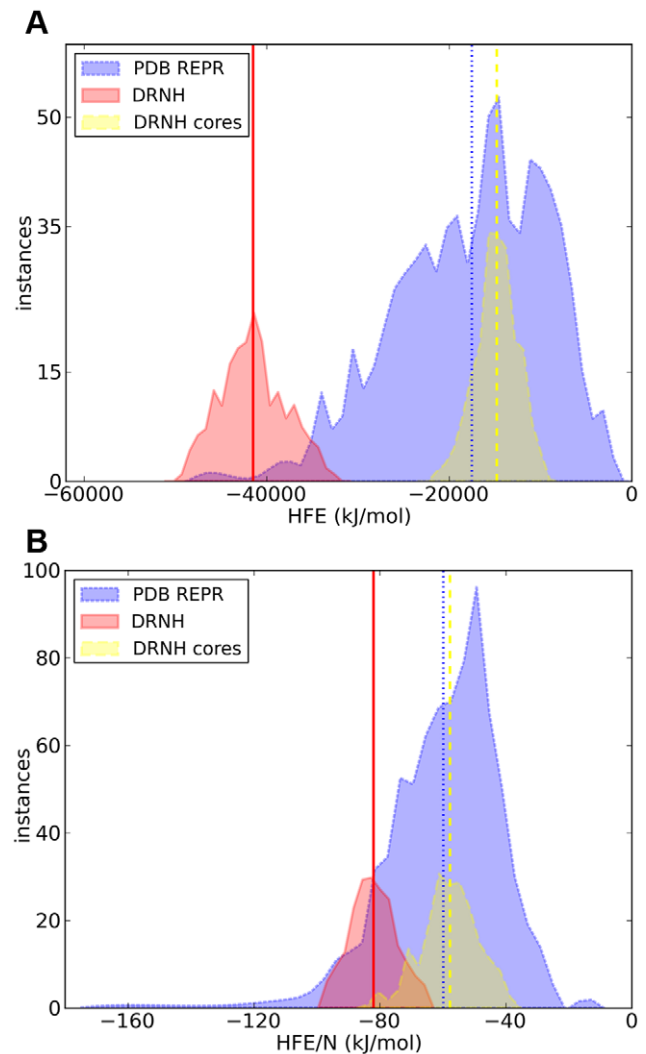 A
PDB REPR
DRNH
DRNH cores
50
35
15
0
instances
−60000 −40000 −20000 0
HFE (kJ/mol)
B
PDB REPR
DRNH
DRNH cores
100
80
60
40
20
0
instances
−160 −120 −80 −40 0
HFE/N (kJ/mol)